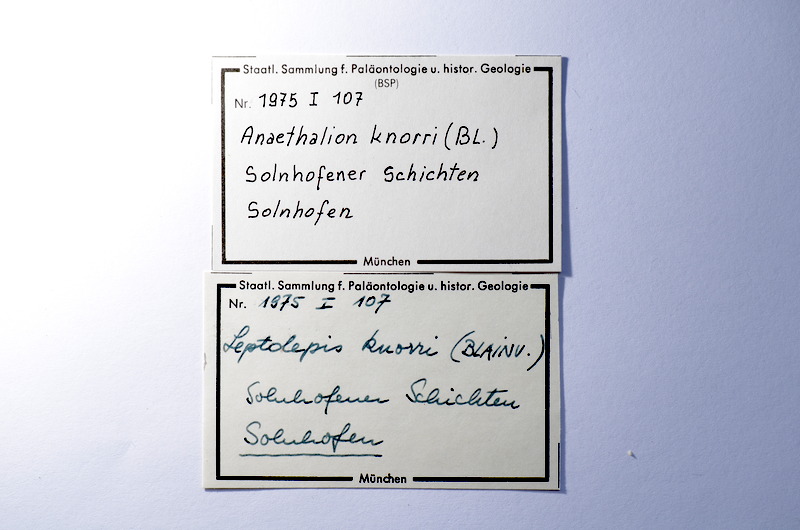 Staatl. Sammlung f. Paläontologie u. histor. Geologie
(BSP)
Nr. 1975 I 107
Anaethalion knorri (BL.)
Solnhofener Schichten
Solnhofen
München
Staatl. Sammlung f. Paläontologie u. histor. Geologie
Nr. 1975 I 107
Leptolepis knorri (BLAINV.)
Solnhofener Schichten
Solnhofen
München